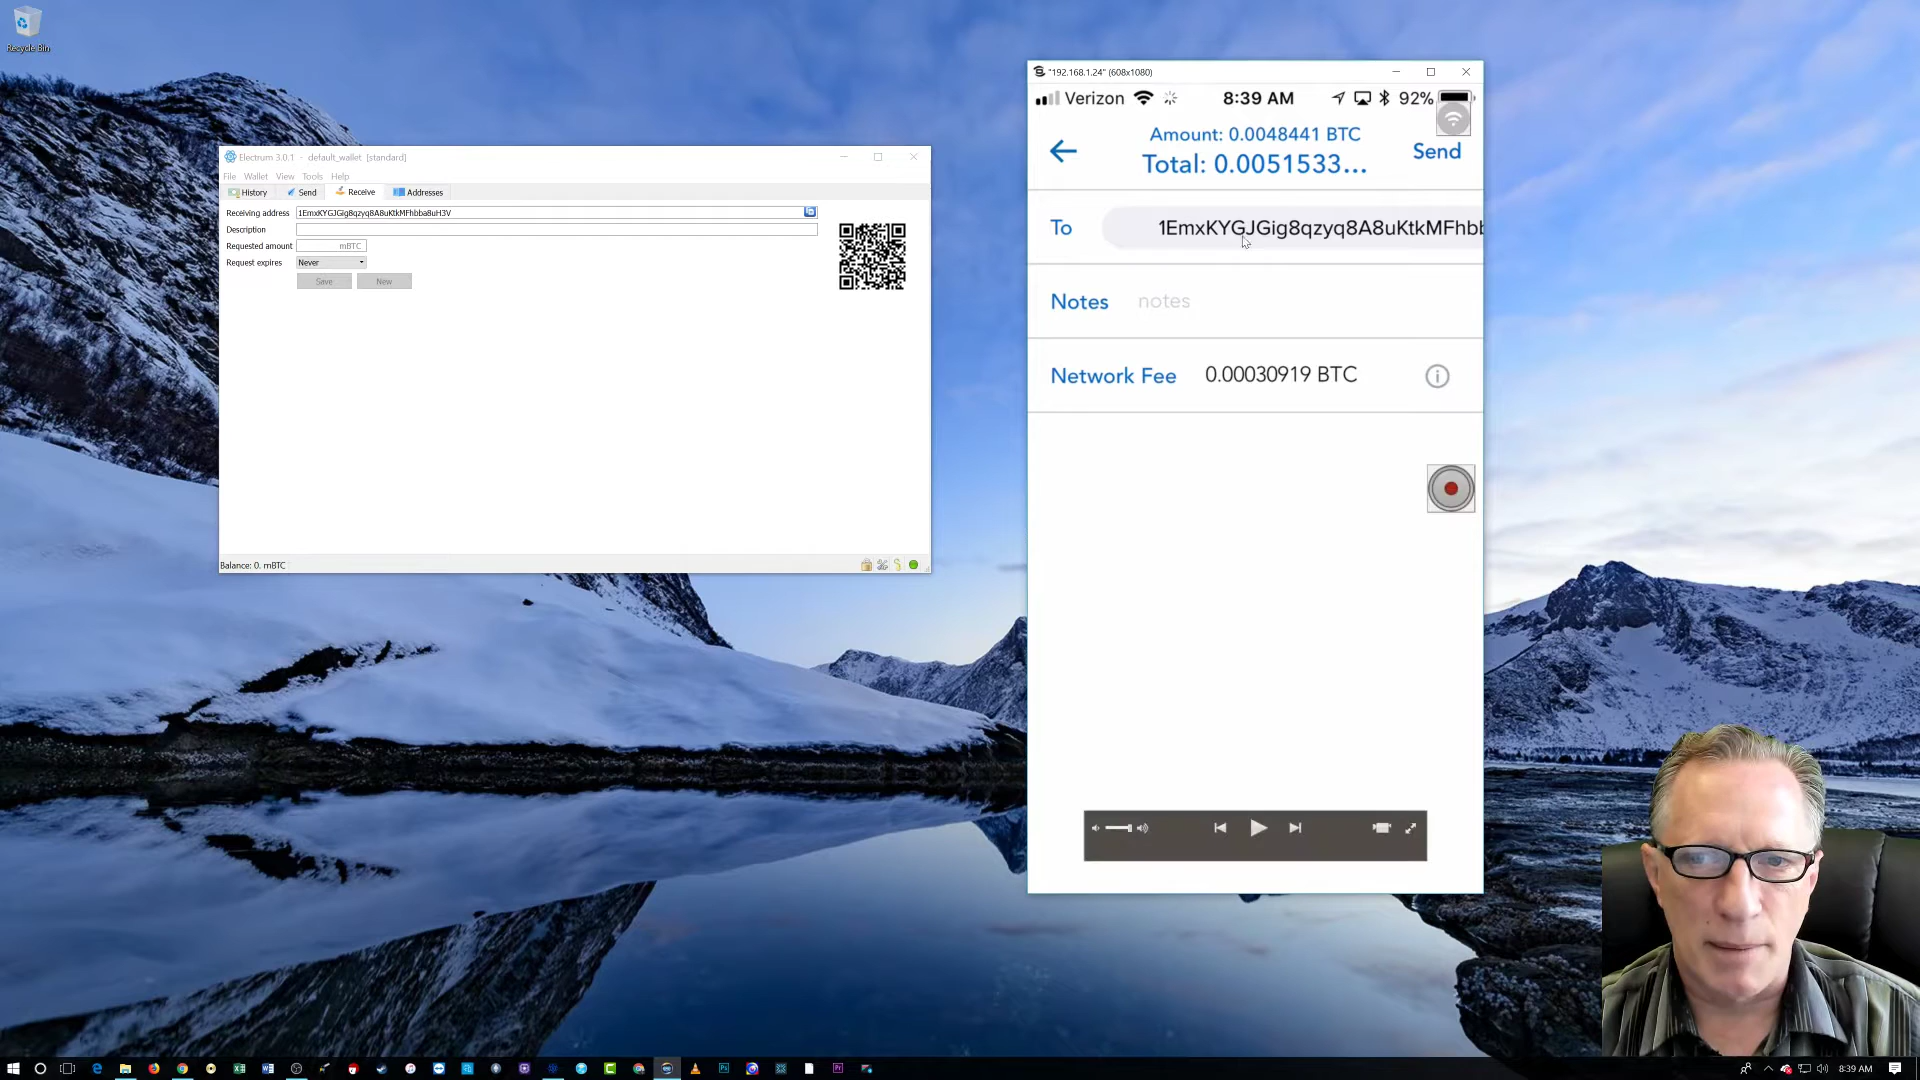 Recycle Bin
Electrum 3.0.1 - default_wallet [standard]
File Wallet View Tools Help
History Send Receive Addresses
Receiving address 1EmxKYGJGig8qzyq8A8uKtkMFhbba8uH3V
Description
Requested amount mBTC
Request expires Never
Save New
Balance: 0. mBTC
"192.168.1.24" (608x1080)
Verizon 8:39 AM 92%
Amount: 0.0048441 BTC
Total: 0.0051533...
Send
To 1EmxKYGJGig8qzyq8A8uKtkMFhbb
Notes notes
Network Fee 0.00030919 BTC
8:39 AM